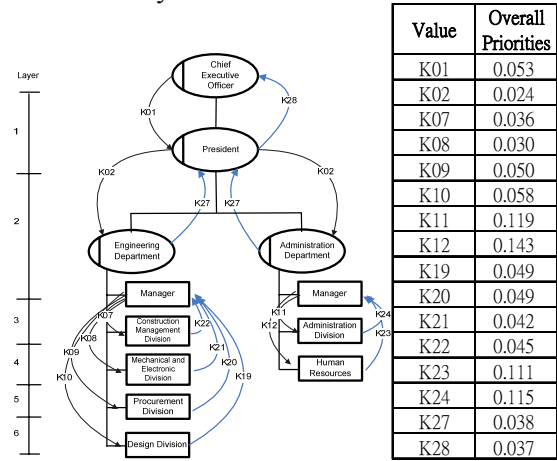 Layer
1
2
3
4
5
6
Chief
Executive
Officer
K01
K28
President
K02
K02
K27
K27
Engineering
Department
Administration
Department
Manager
K07
K22
Construction
Management
Division
K08
K21
Mechanical and
Electronic
Division
K09
K20
K10
K19
Procurement
Division
Design Division
Manager
K11
K24
K12
K23
Administration
Division
Human
Resources
Value Overall Priorities
K01 0.053
K02 0.024
K07 0.036
K08 0.030
K09 0.050
K10 0.058
K11 0.119
K12 0.143
K19 0.049
K20 0.049
K21 0.042
K22 0.045
K23 0.111
K24 0.115
K27 0.038
K28 0.037